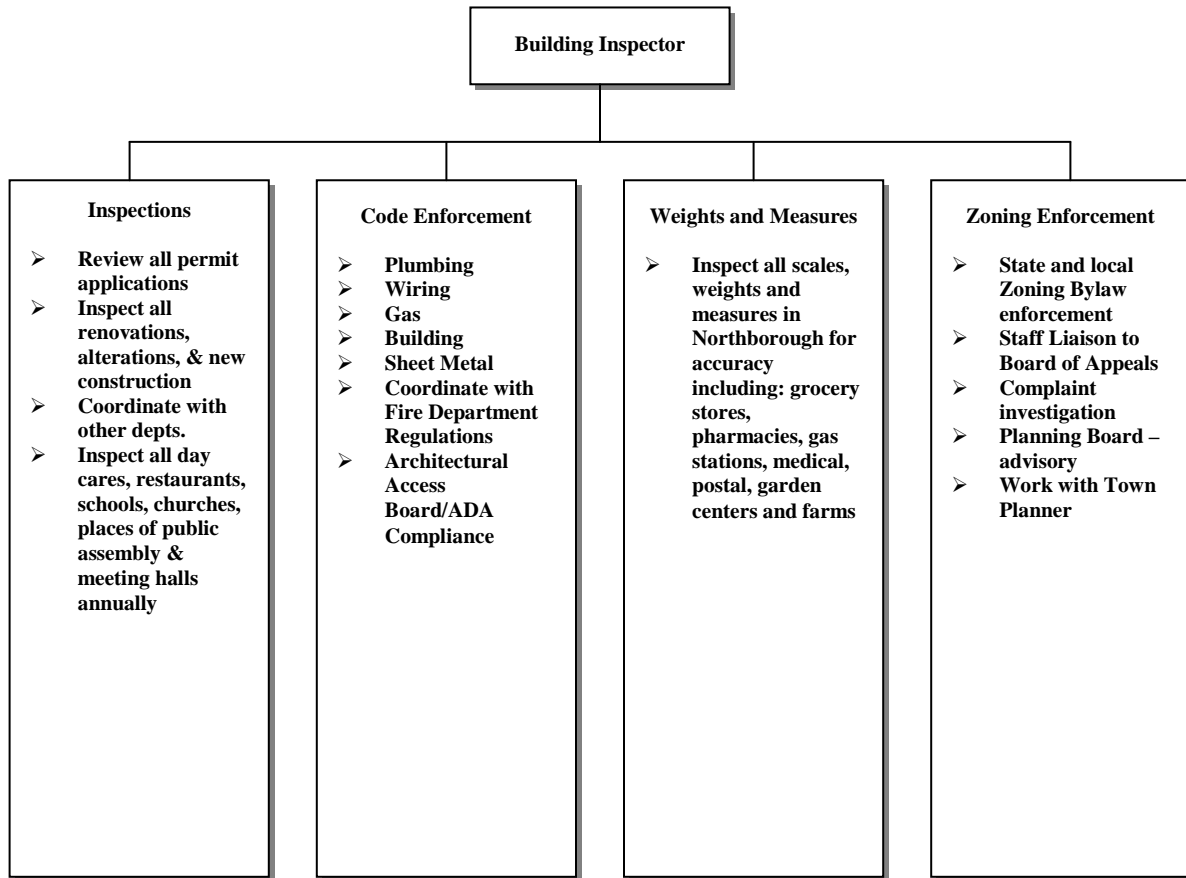 Building Inspector
Inspections
➢ Review all permit
applications
➢ Inspect all
renovations,
alterations, & new
construction
➢ Coordinate with
other depts.
➢ Inspect all day
cares, restaurants,
schools, churches,
places of public
assembly &
meeting halls
annually
Code Enforcement
➢ Plumbing
➢ Wiring
➢ Gas
➢ Building
➢ Sheet Metal
➢ Coordinate with
Fire Department
Regulations
➢ Architectural
Access
Board/ADA
Compliance
Weights and Measures
➢ Inspect all scales,
weights and
measures in
Northborough for
accuracy
including: grocery
stores,
pharmacies, gas
stations, medical,
postal, garden
centers and farms
Zoning Enforcement
➢ State and local
Zoning Bylaw
enforcement
➢ Staff Liaison to
Board of Appeals
➢ Complaint
investigation
➢ Planning Board –
advisory
➢ Work with Town
Planner